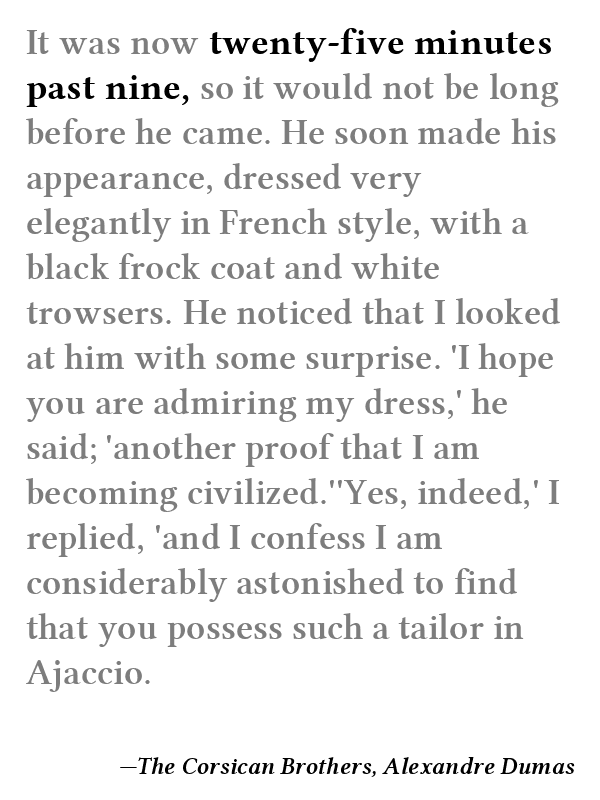 It was now twenty-five minutes
past nine, so it would not be long
before he came. He soon made his
appearance, dressed very
elegantly in French style, with a
black frock coat and white
trowsers. He noticed that I looked
at him with some surprise. 'I hope
you are admiring my dress,' he
said; 'another proof that I am
becoming civilized.''Yes, indeed,' I
replied, 'and I confess I am
considerably astonished to find
that you possess such a tailor in
Ajaccio.
—The Corsican Brothers, Alexandre Dumas